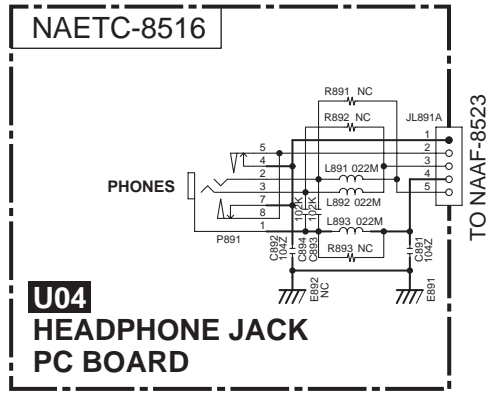 NAETC-8516
R891 NC
R892 NC
JL891A
1
2
3
4
5
TO NAAF-8523
5
4
2
3
7
8
1
PHONES
P891
L891 022M
L892 022M
L893 022M
R893 NC
102K
102K
C892
104Z
C894
C893
C891
104Z
E892
NC
E891
U04
HEADPHONE JACK
PC BOARD